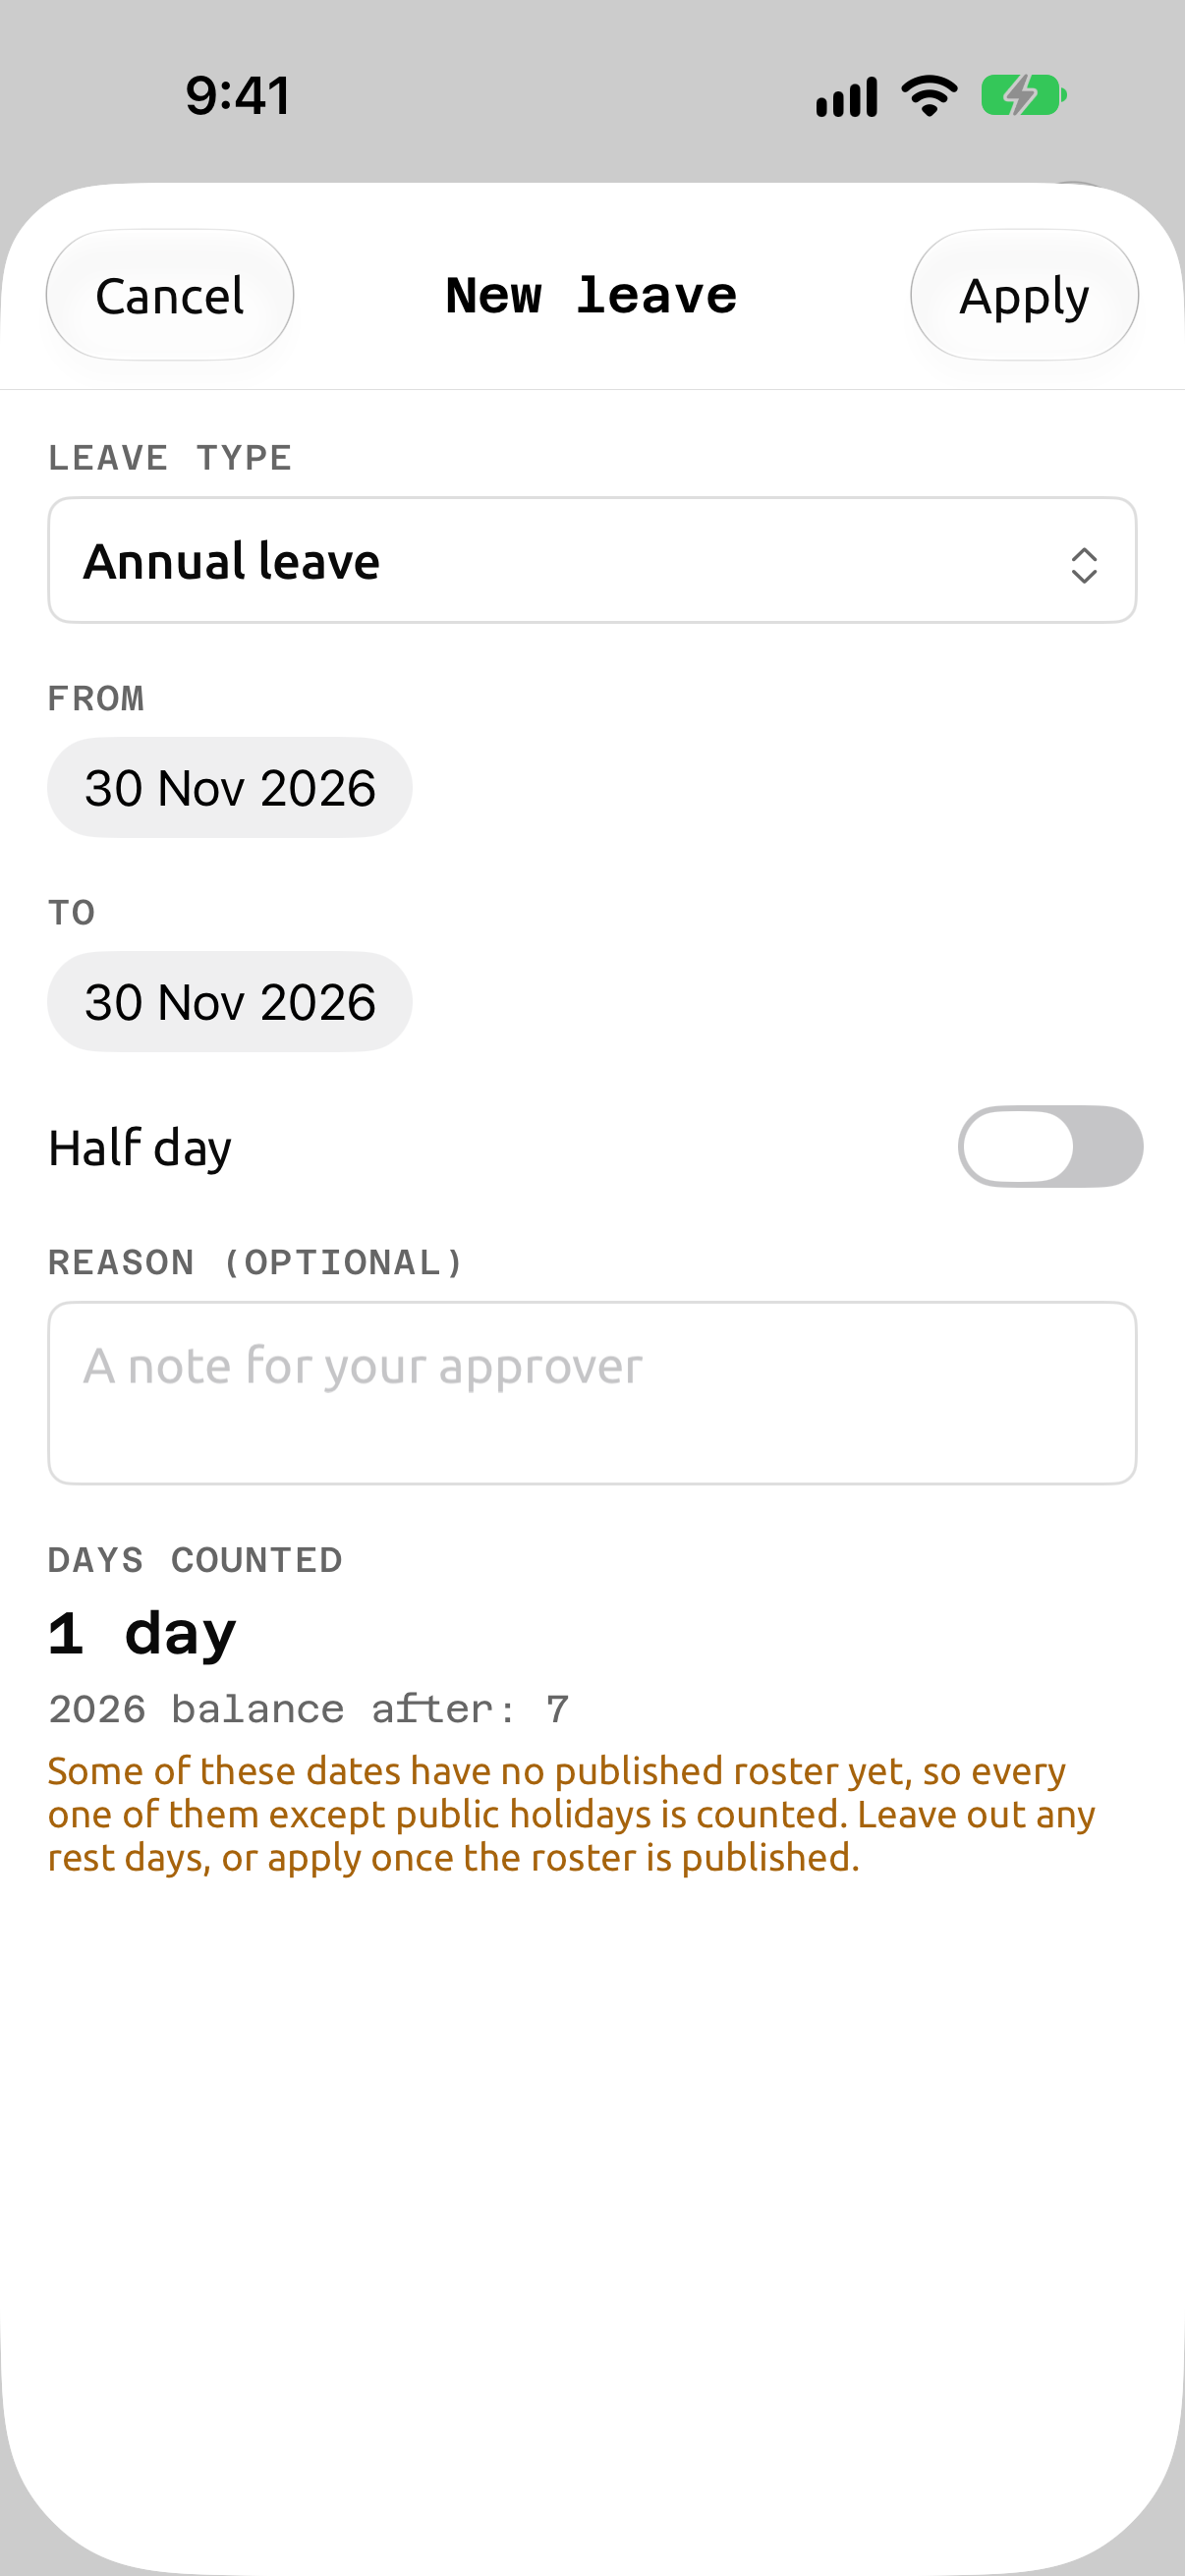 9:41
Cancel
New leave
Apply
LEAVE TYPE
Annual leave
FROM
30 Nov 2026
TO
30 Nov 2026
Half day
REASON (OPTIONAL)
A note for your approver
DAYS COUNTED
1 day
2026 balance after: 7
Some of these dates have no published roster yet, so every
one of them except public holidays is counted. Leave out any
rest days, or apply once the roster is published.